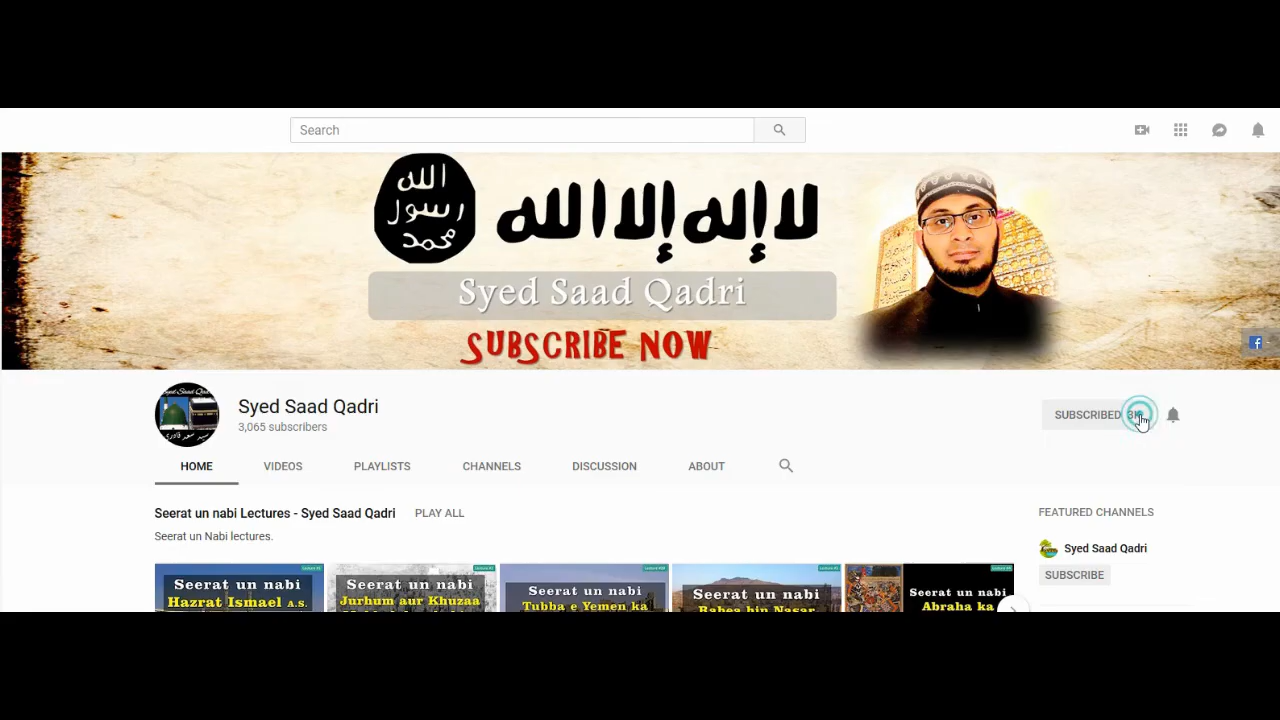 Search
الله
رسول
محمد
لا إله إلا الله
Syed Saad Qadri
SUBSCRIBE NOW
Syed Saad Qadri
3,065 subscribers
SUBSCRIBED
HOME VIDEOS PLAYLISTS CHANNELS DISCUSSION ABOUT
Seerat un nabi Lectures - Syed Saad Qadri PLAY ALL
Seerat un Nabi lectures.
FEATURED CHANNELS
Syed Saad Qadri
SUBSCRIBE
Seerat un nabi
Hazrat Ismael A.S.
Seerat un nabi
Jurhum aur Khuzaa
Seerat un nabi
Tubba e Yemen ka
Seerat un nabi
Rabea bin Nasar
Seerat un nabi
Abraha ka